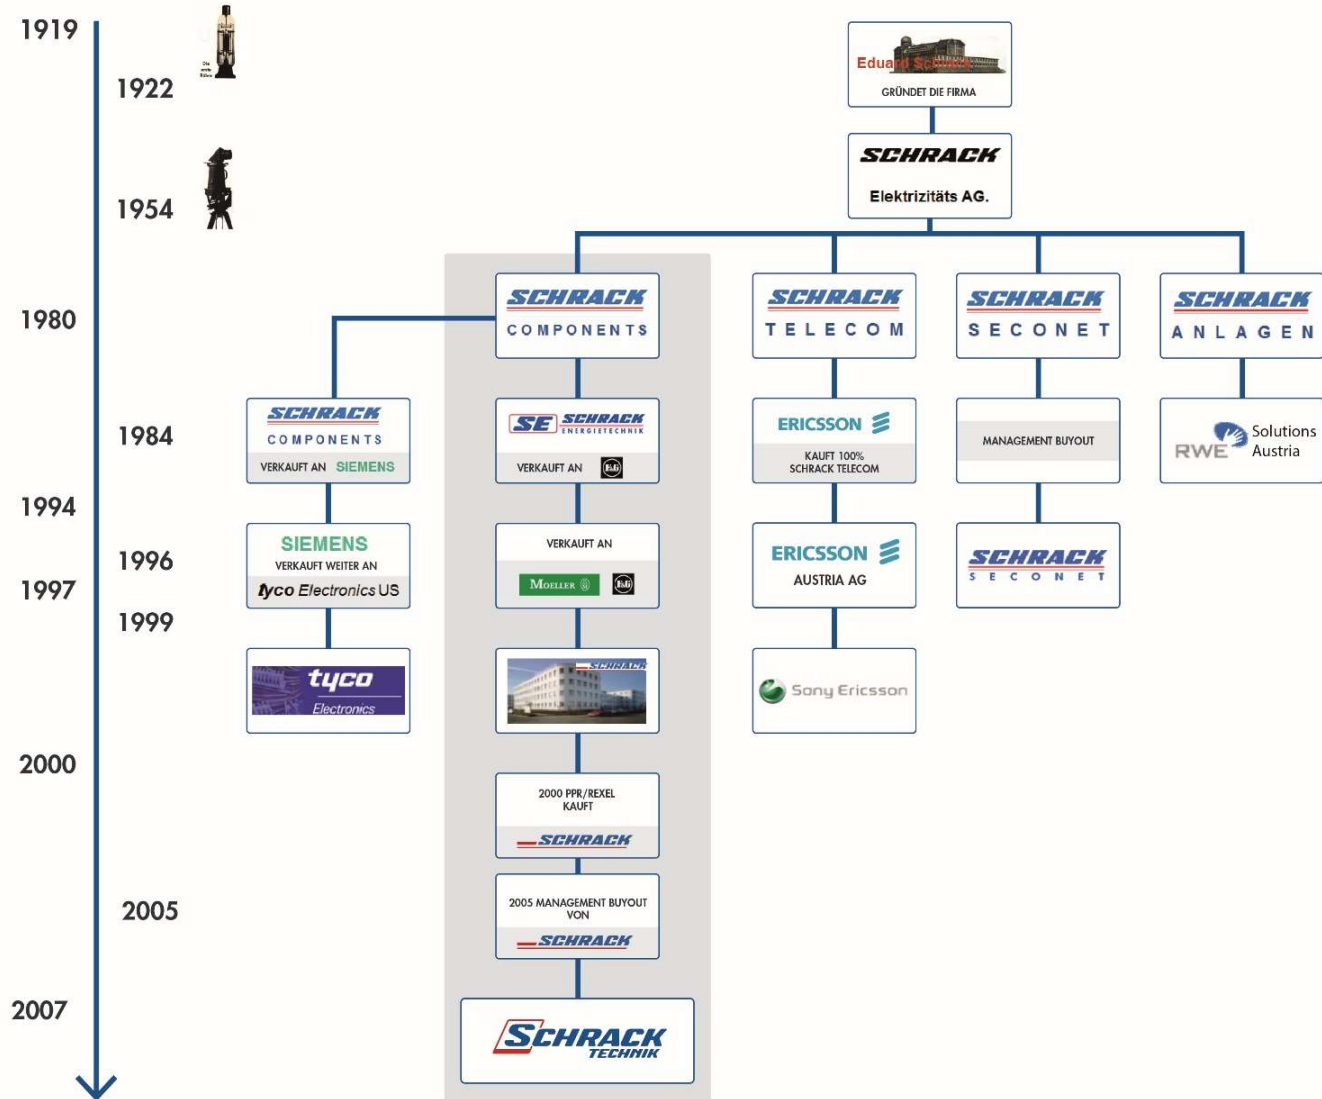 1919
Die
erste
Röhre
1922
Eduard Schrack
GRÜNDET DIE FIRMA
SCHRACK
Elektrizitäts AG.
1954
1980
SCHRACK
COMPONENTS
SCHRACK
TELECOM
SCHRACK
SECONET
SCHRACK
ANLAGEN
1984
SCHRACK
COMPONENTS
VERKAUFT AN SIEMENS
SE SCHRACK
ENERGIETECHNIK
VERKAUFT AN F&G
ERICSSON
KAUFT 100%
SCHRACK TELECOM
MANAGEMENT BUYOUT
RWE Solutions
Austria
1994
1996
1997
1999
SIEMENS
VERKAUFT WEITER AN
tyco Electronics US
VERKAUFT AN
MOELLER F&G
ERICSSON
AUSTRIA AG
SCHRACK
SECONET
tyco
Electronics
SCHRACK
Sony Ericsson
2000
2000 PPR/REXEL
KAUFT
SCHRACK
2005
2005 MANAGEMENT BUYOUT
VON
SCHRACK
2007
SCHRACK
TECHNIK